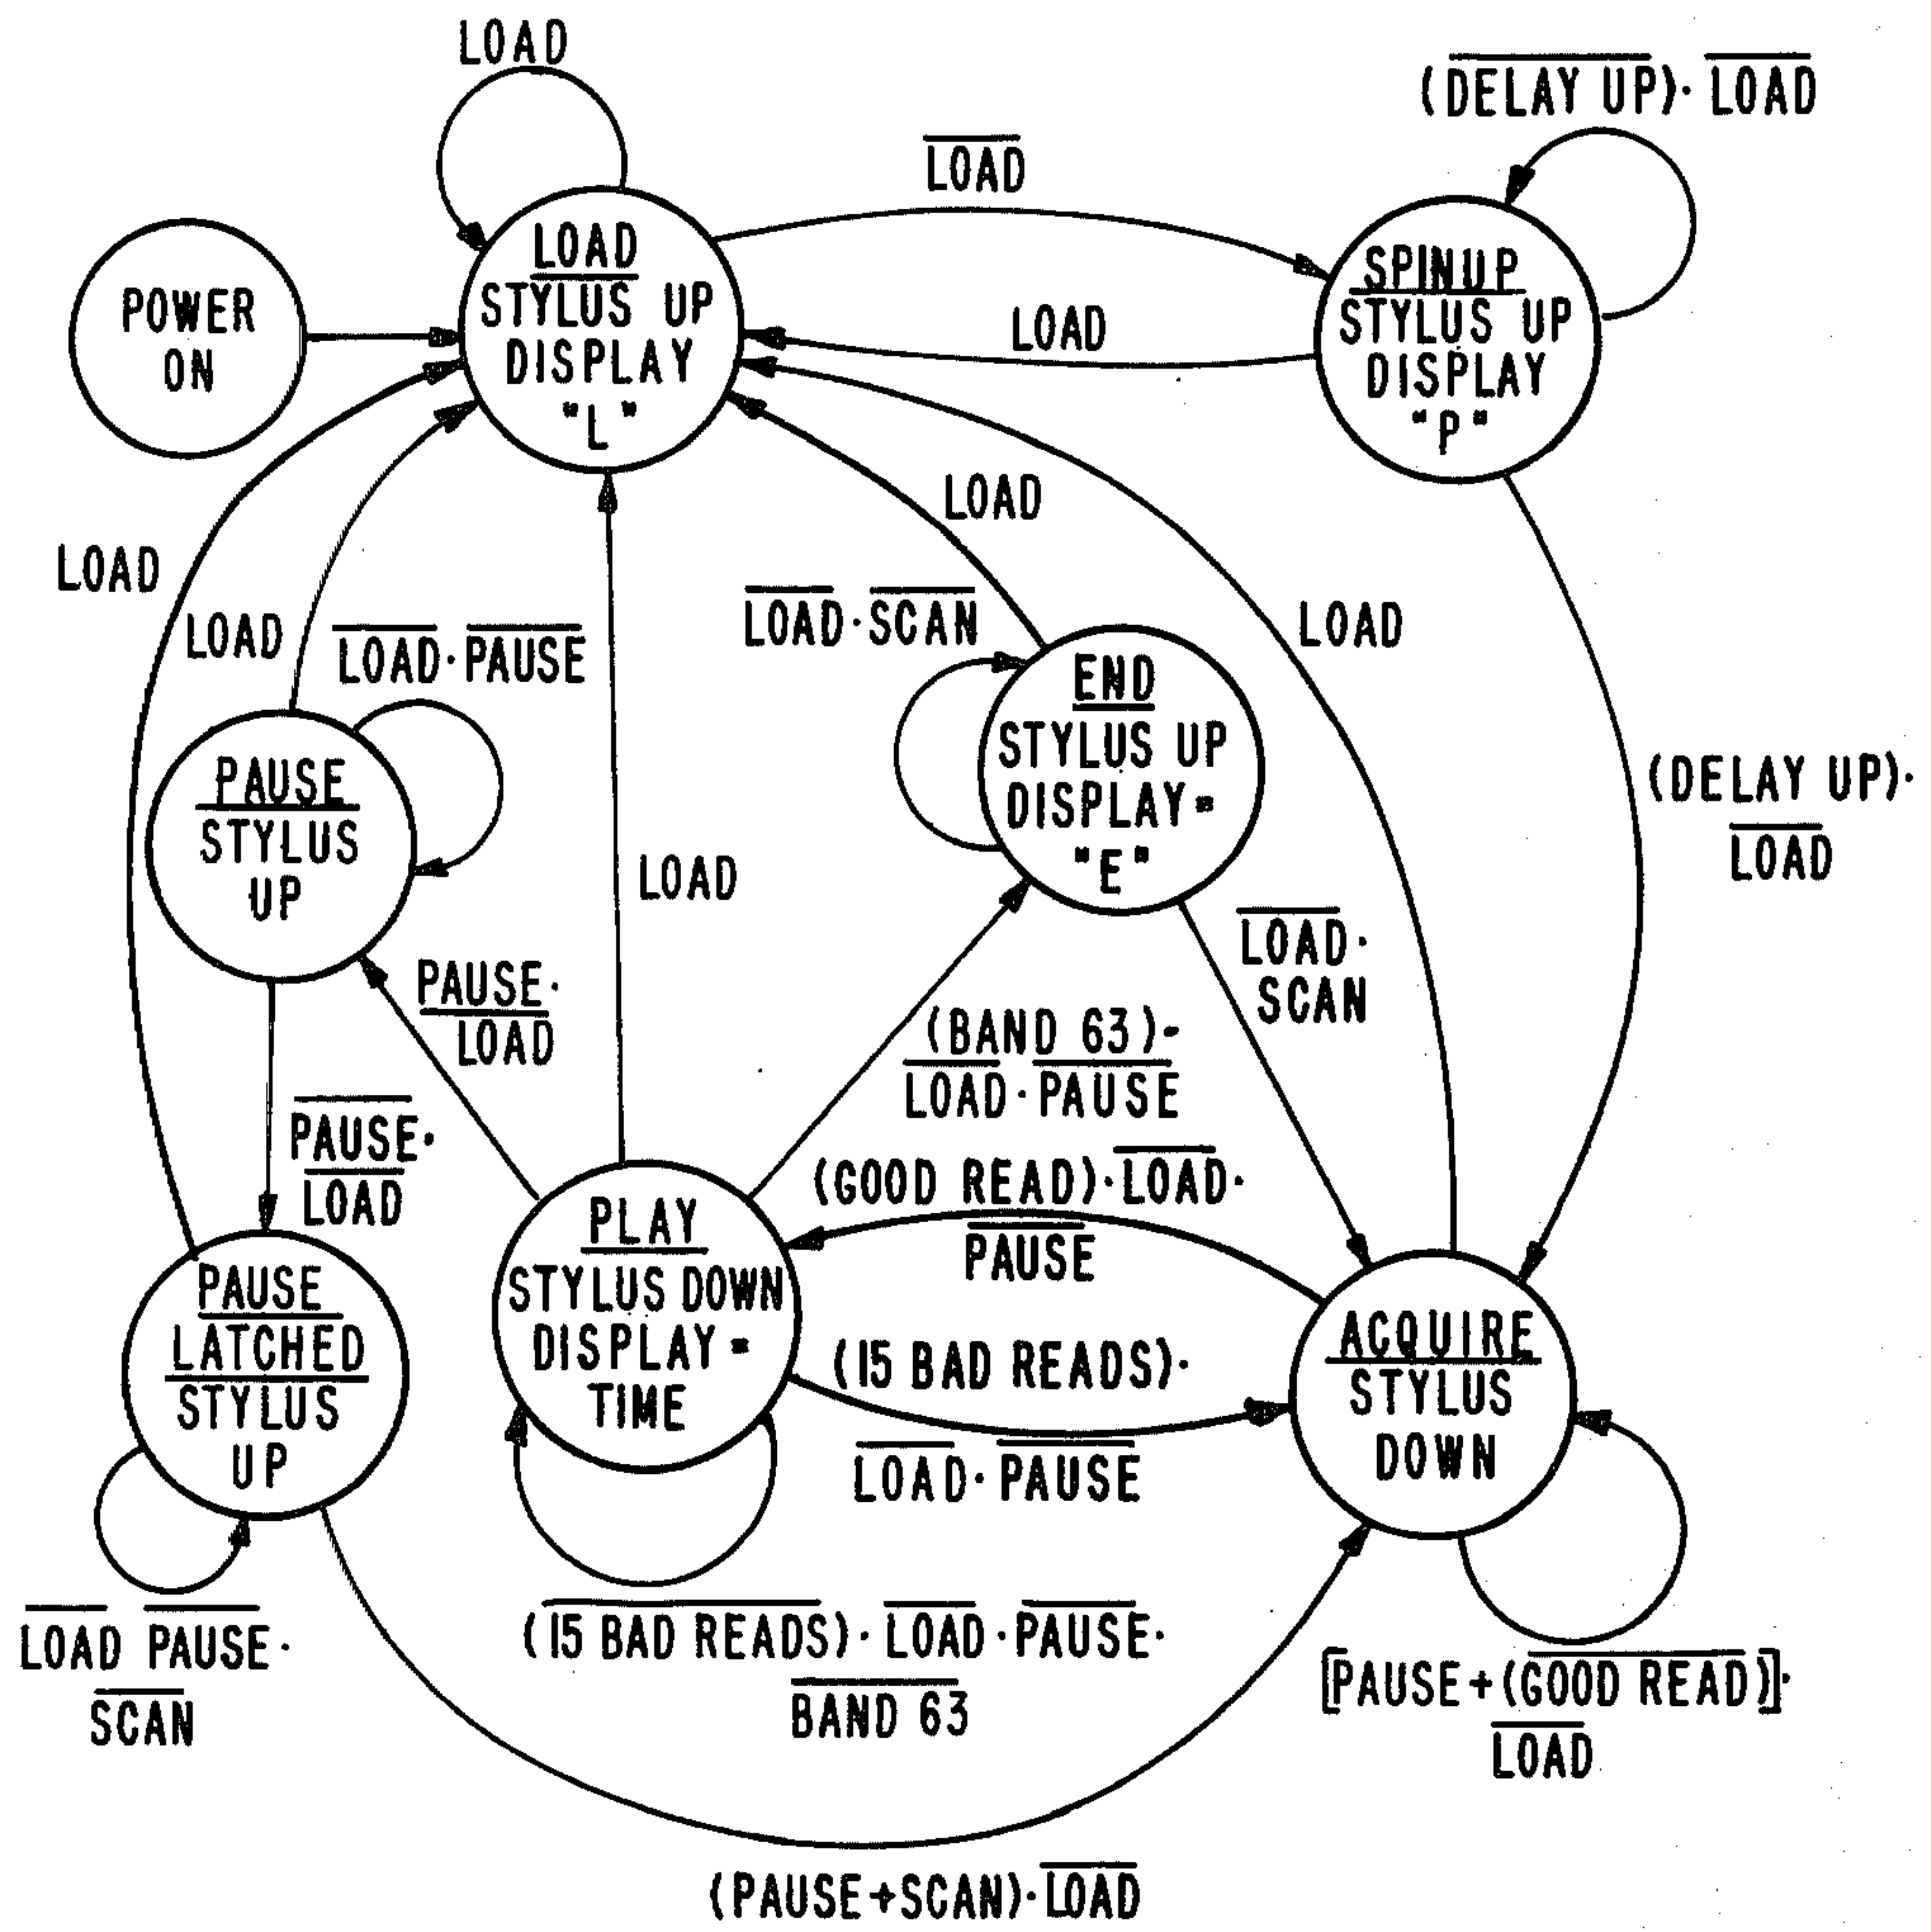 LOAD
(DELAY UP)· LOAD
LOAD
POWER
ON
LOAD
STYLUS UP
DISPLAY
"L"
SPINUP
STYLUS UP
DISPLAY
"P"
LOAD
LOAD
LOAD
LOAD
LOAD·PAUSE
LOAD·SCAN
LOAD
END
STYLUS UP
DISPLAY=
"E"
PAUSE
STYLUS
UP
LOAD
(DELAY UP)·
LOAD
PAUSE·
LOAD
LOAD·
SCAN
(BAND 63)·
LOAD·PAUSE
PAUSE·
LOAD
(GOOD READ)·LOAD·
PAUSE
PLAY
STYLUS DOWN
DISPLAY=
TIME
PAUSE
LATCHED
STYLUS
UP
(15 BAD READS)·
LOAD·PAUSE
ACQUIRE
STYLUS
DOWN
LOAD PAUSE·
SCAN
(15 BAD READS)·LOAD·PAUSE·
BAND 63
[PAUSE+(GOOD READ)]·
LOAD
(PAUSE+SCAN)·LOAD